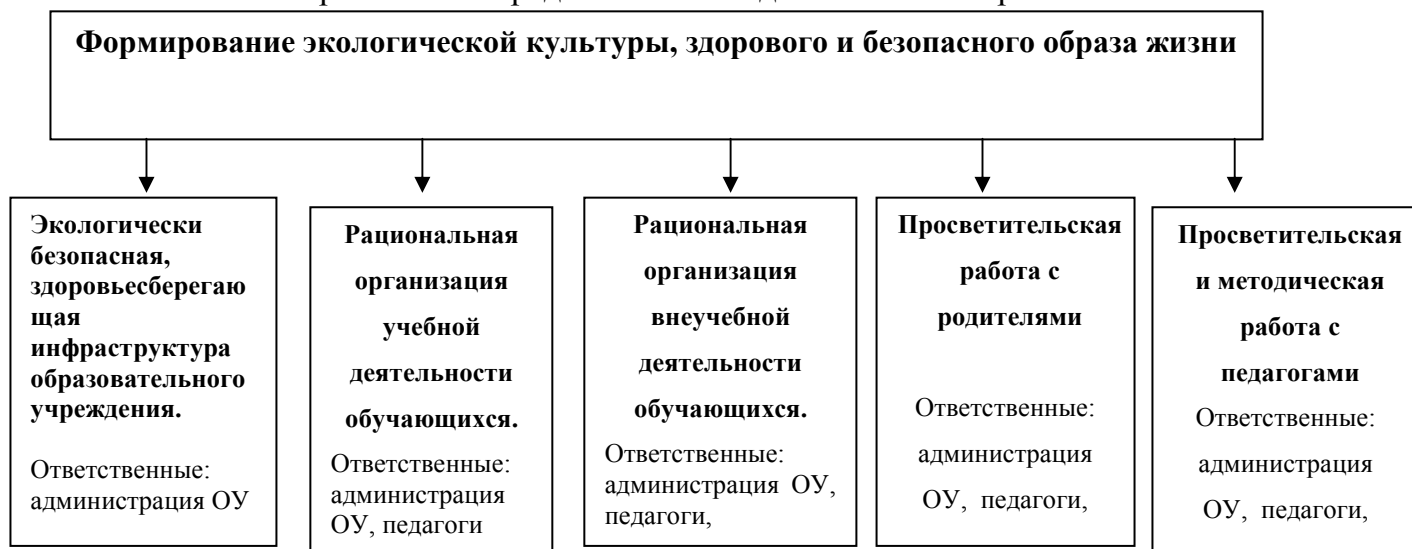 Формирование экологической культуры, здорового и безопасного образа жизни
Экологически
безопасная,
здоровьесберегаю
щая
инфраструктура
образовательного
учреждения.
Ответственные:
администрация ОУ
Рациональная
организация
учебной
деятельности
обучающихся.
Ответственные:
администрация
ОУ, педагоги
Рациональная
организация
внеучебной
деятельности
обучающихся.
Ответственные:
администрация ОУ,
педагоги,
Просветительская
работа с
родителями
Ответственные:
администрация
ОУ, педагоги,
Просветительская
и методическая
работа с
педагогами
Ответственные:
администрация
ОУ, педагоги,